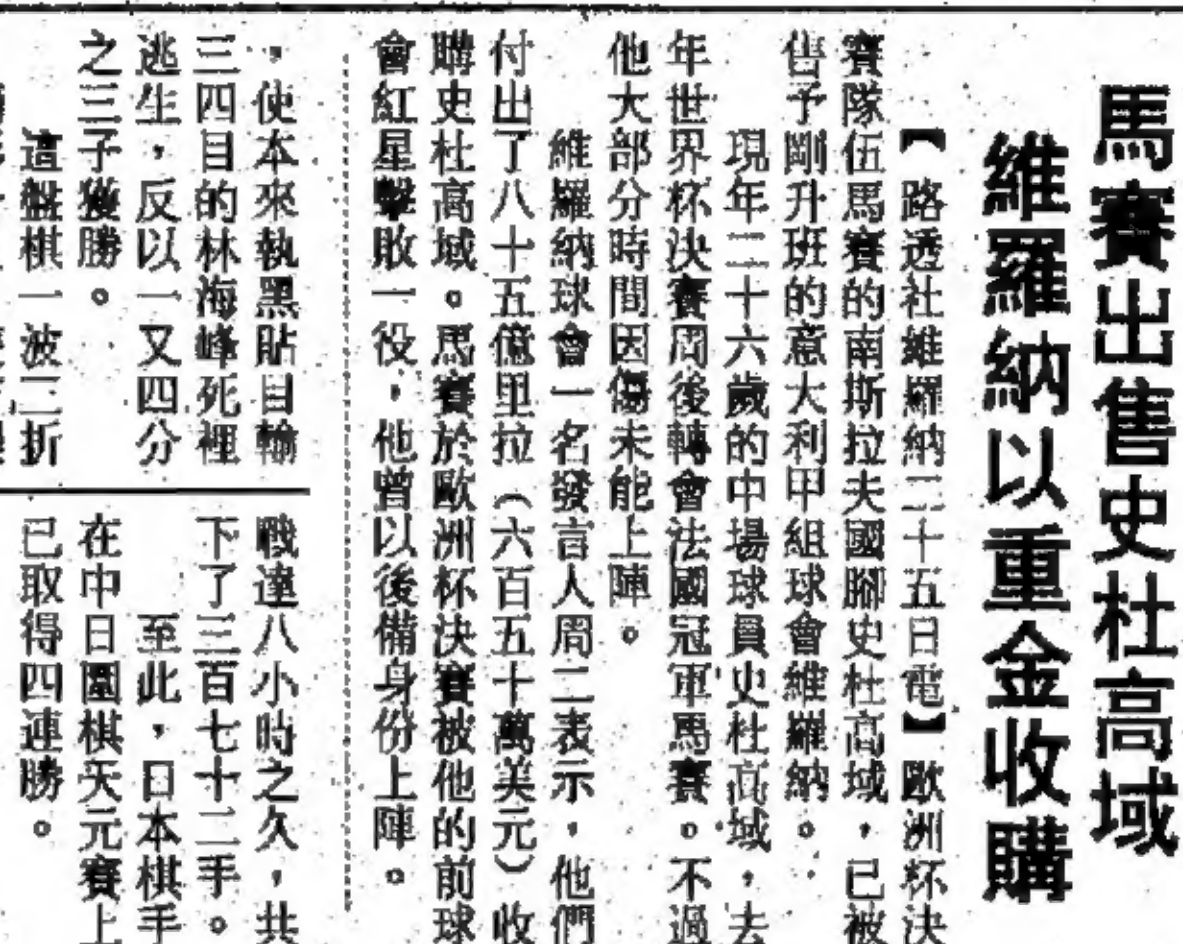 馬賽出售史杜高域
維羅納以重金收購
【路透社維羅納二十五日電】歐洲杯決
賽隊伍馬賽的南斯拉夫國腳史杜高域，已被
售予剛升班的意大利甲組球會維羅納。
現年二十六歲的中場球員史杜高域，去
年世界杯決賽周後轉會法國冠軍馬賽。不過
他大部分時間因傷未能上陣。
維羅納球會一名發言人周二表示，他們
付出了八十五億里拉（六百五十萬美元）收
購史杜高域。馬賽於歐洲杯決賽被他的前球
會紅星擊敗一役，他曾以後備身份上陣。
，使本來執黑貼目輸
三四目的林海峰死裡
逃生，反以一又四分
之三子獲勝。
這盤棋一波三折
戰達八小時之久，共
下了三百七十二手。
至此，日本棋手
在中日圍棋天元賽上
已取得四連勝。